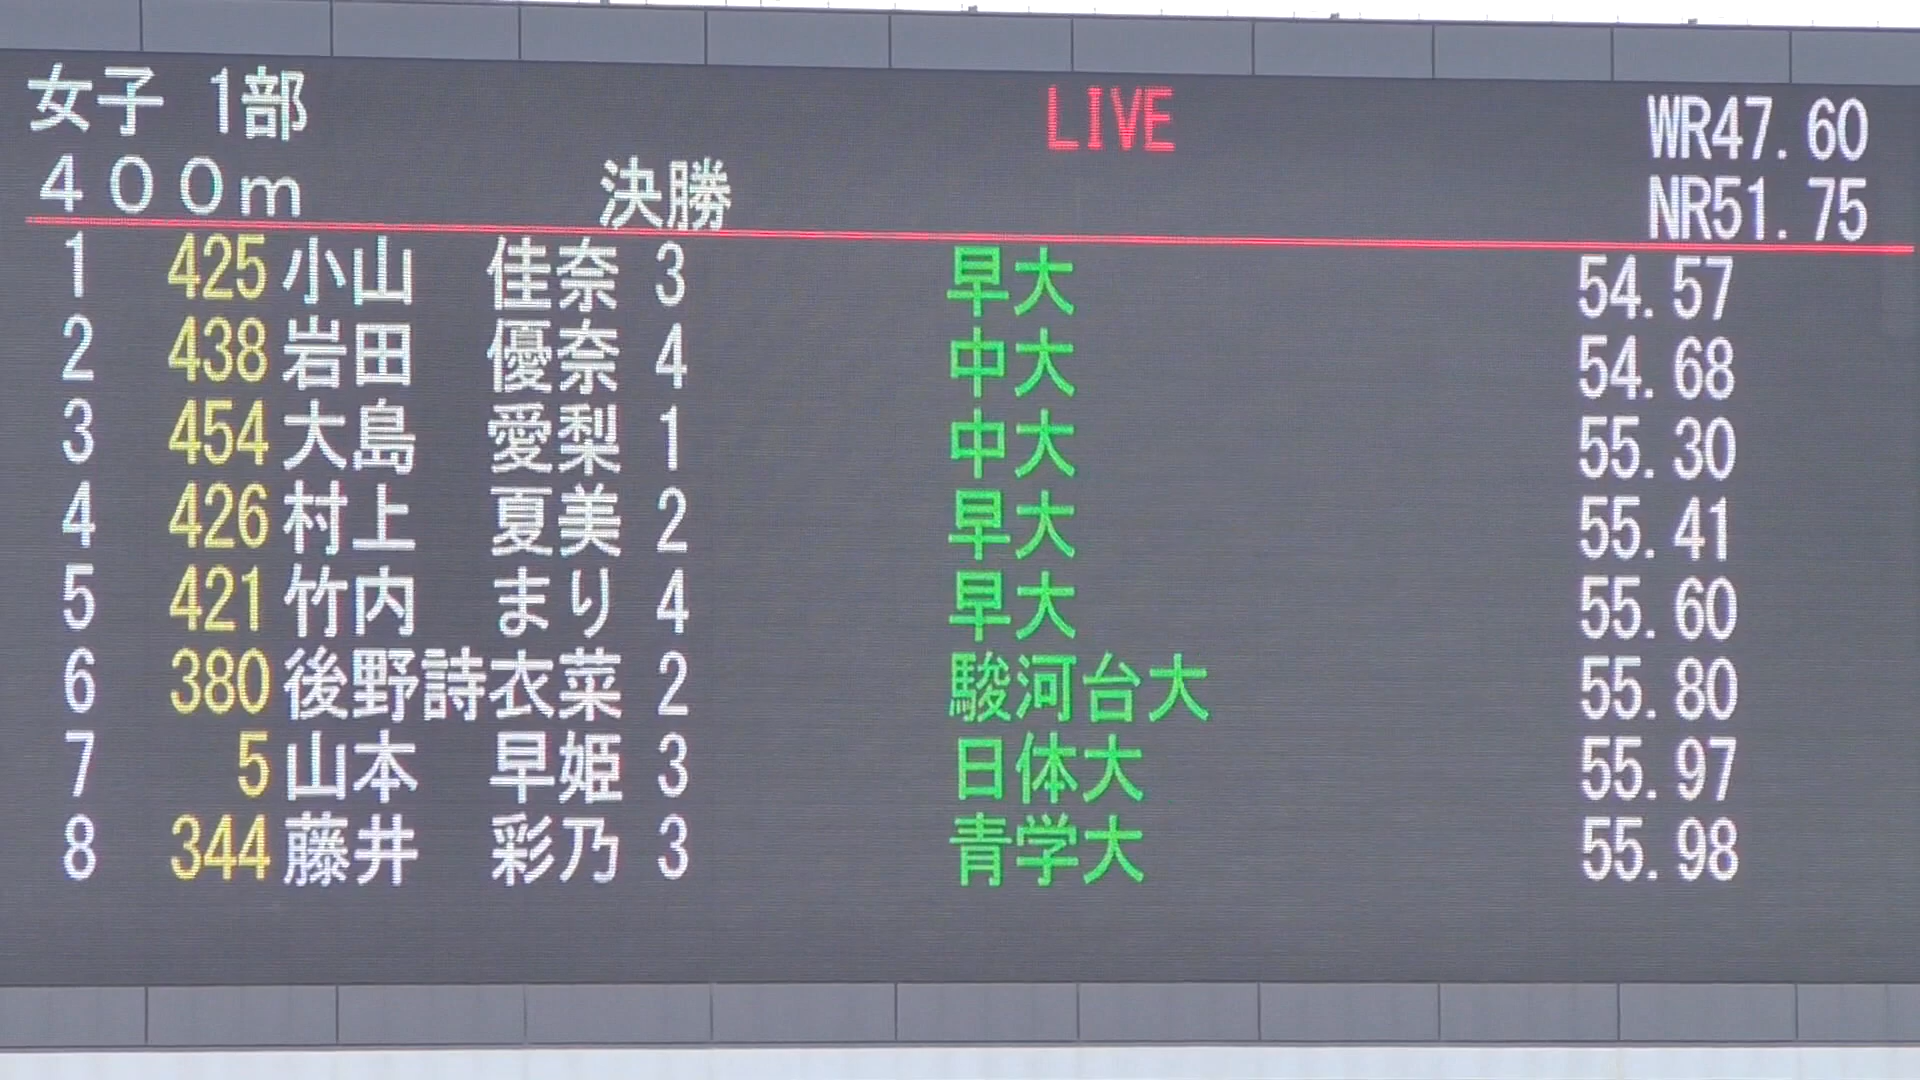 女子 1部 LIVE WR47.60
400m 決勝 NR51.75
1 425 小山 佳奈 3 早大 54.57
2 438 岩田 優奈 4 中大 54.68
3 454 大島 愛梨 1 中大 55.30
4 426 村上 夏美 2 早大 55.41
5 421 竹内 まり 4 早大 55.60
6 380 後野詩衣菜 2 駿河台大 55.80
7 5 山本 早姫 3 日体大 55.97
8 344 藤井 彩乃 3 青学大 55.98